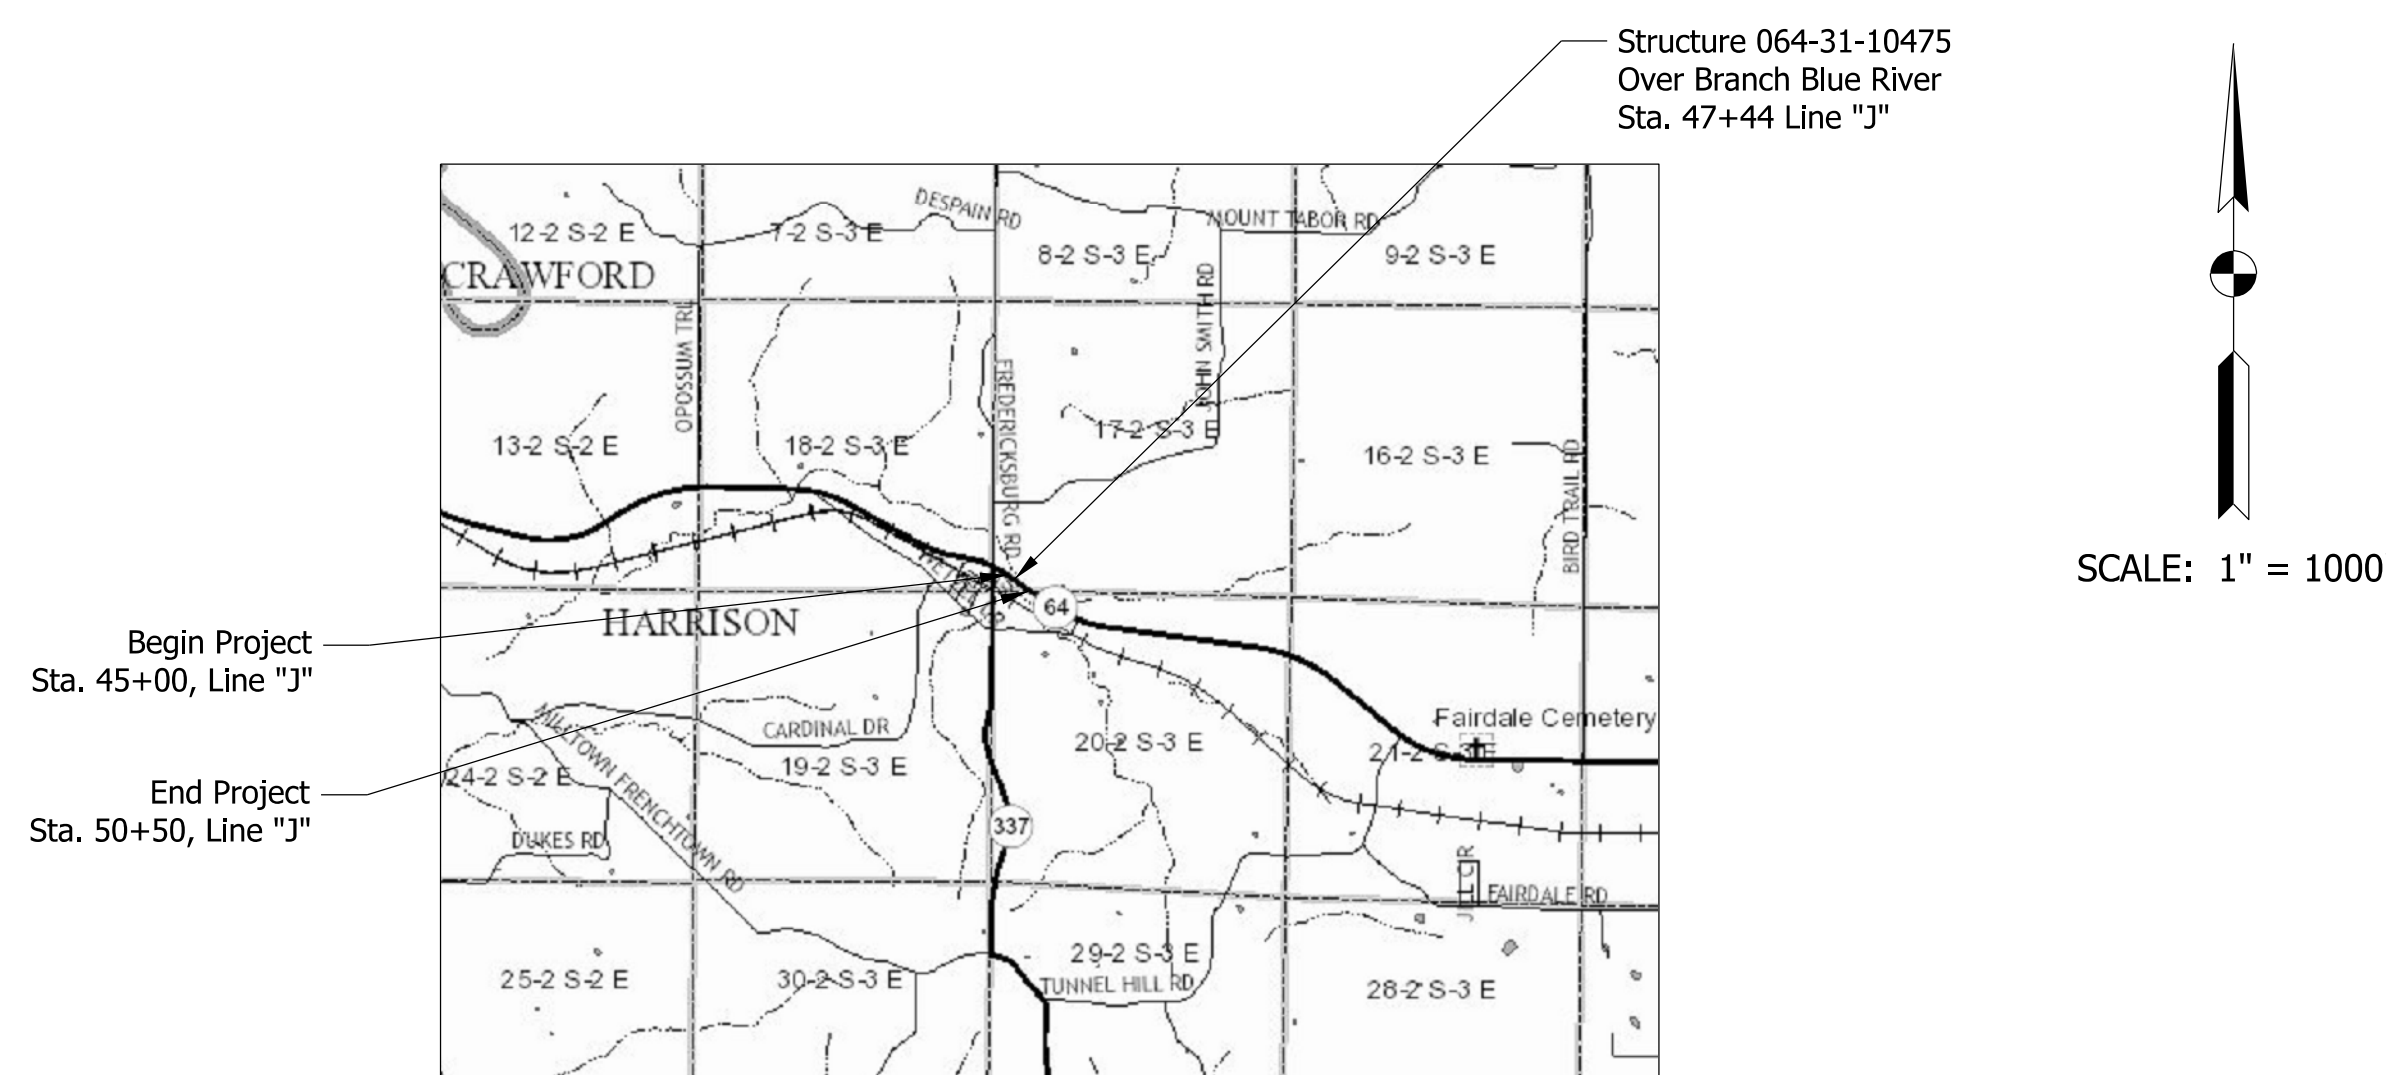 Structure 064-31-10475
Over Branch Blue River
Sta. 47+44 Line "J"
DESPAIN RD
MOUNT TABOR RD
12-2 S-2 E
7-2 S-3 E
8-2 S-3 E
9-2 S-3 E
CRAWFORD
OPOSSUM TRL
JOHN SMITH RD
FREDERICKSBURG RD
13-2 S-2 E
18-2 S-3 E
17-2 S-3 E
16-2 S-3 E
BIRD TRAIL RD
SCALE: 1" = 1000
64
HARRISON
Begin Project
Sta. 45+00, Line "J"
Fairdale Cemetery
CARDINAL DR
20-2 S-3 E
21-2 S-3 E
MILLTOWN FRENCHTOWN RD
19-2 S-3 E
24-2 S-2 E
End Project
Sta. 50+50, Line "J"
337
DUKES RD
JILL CIR
FAIRDALE RD
29-2 S-3 E
25-2 S-2 E
30-2 S-3 E
TUNNEL HILL RD
28-2 S-3 E